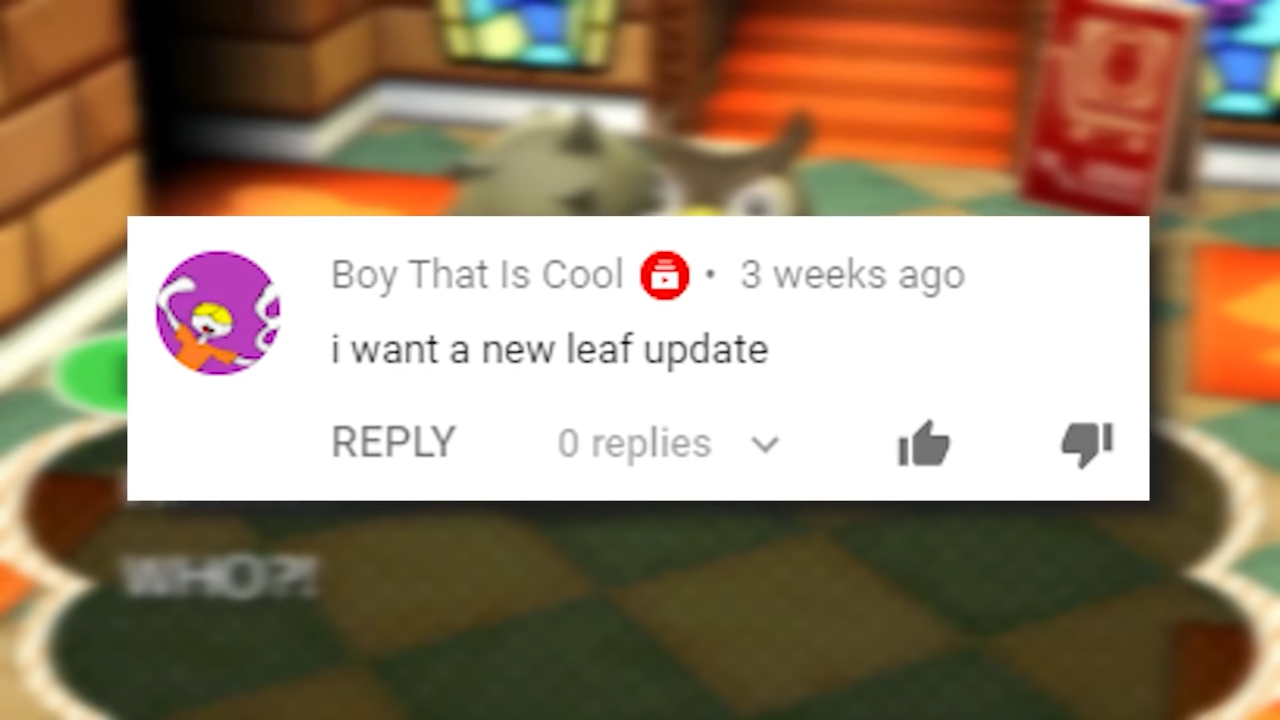 Boy That Is Cool • 3 weeks ago
i want a new leaf update
REPLY 0 replies
WHO?!